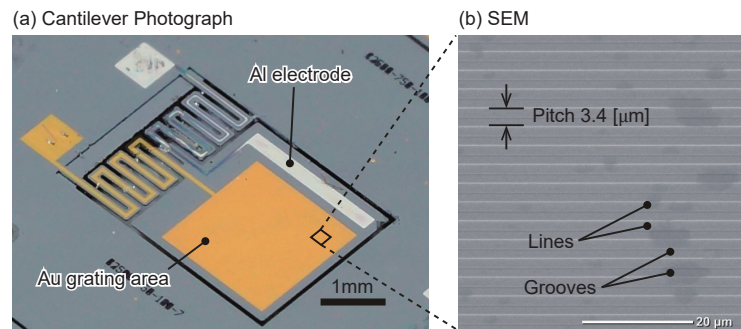 (a) Cantilever Photograph
(b) SEM
Al electrode
Pitch 3.4 [μm]
Lines
Au grating area
1mm
Grooves
20 μm